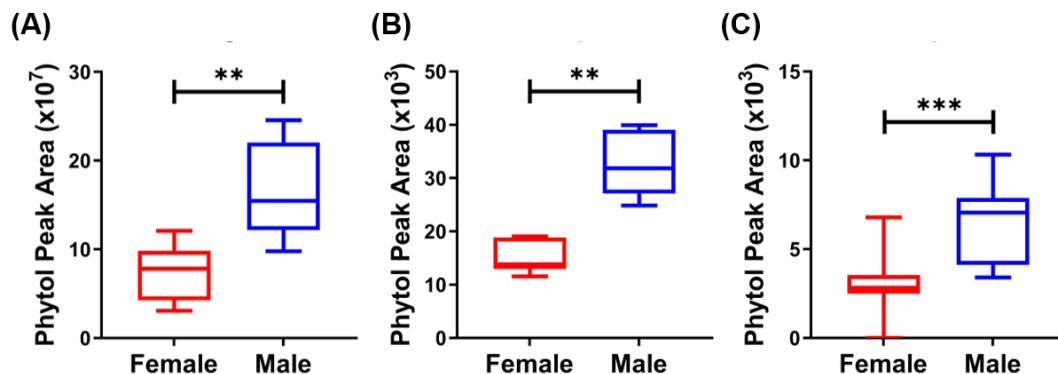 (A)
Phytol Peak Area (x10⁷)
30
20
10
0
**
Female Male
(B)
Phytol Peak Area (x10³)
50
40
30
20
10
0
**
Female Male
(C)
Phytol Peak Area (x10³)
15
10
5
0
***
Female Male